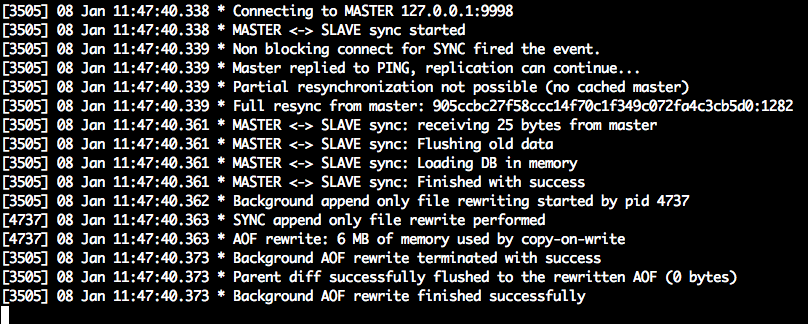 [3505] 08 Jan 11:47:40.338 * Connecting to MASTER 127.0.0.1:9998
[3505] 08 Jan 11:47:40.338 * MASTER <-> SLAVE sync started
[3505] 08 Jan 11:47:40.339 * Non blocking connect for SYNC fired the event.
[3505] 08 Jan 11:47:40.339 * Master replied to PING, replication can continue...
[3505] 08 Jan 11:47:40.339 * Partial resynchronization not possible (no cached master)
[3505] 08 Jan 11:47:40.339 * Full resync from master: 905ccbc27f58ccc14f70c1f349c072fa4c3cb5d0:1282
[3505] 08 Jan 11:47:40.361 * MASTER <-> SLAVE sync: receiving 25 bytes from master
[3505] 08 Jan 11:47:40.361 * MASTER <-> SLAVE sync: Flushing old data
[3505] 08 Jan 11:47:40.361 * MASTER <-> SLAVE sync: Loading DB in memory
[3505] 08 Jan 11:47:40.361 * MASTER <-> SLAVE sync: Finished with success
[3505] 08 Jan 11:47:40.362 * Background append only file rewriting started by pid 4737
[4737] 08 Jan 11:47:40.363 * SYNC append only file rewrite performed
[4737] 08 Jan 11:47:40.363 * AOF rewrite: 6 MB of memory used by copy-on-write
[3505] 08 Jan 11:47:40.373 * Background AOF rewrite terminated with success
[3505] 08 Jan 11:47:40.373 * Parent diff successfully flushed to the rewritten AOF (0 bytes)
[3505] 08 Jan 11:47:40.373 * Background AOF rewrite finished successfully